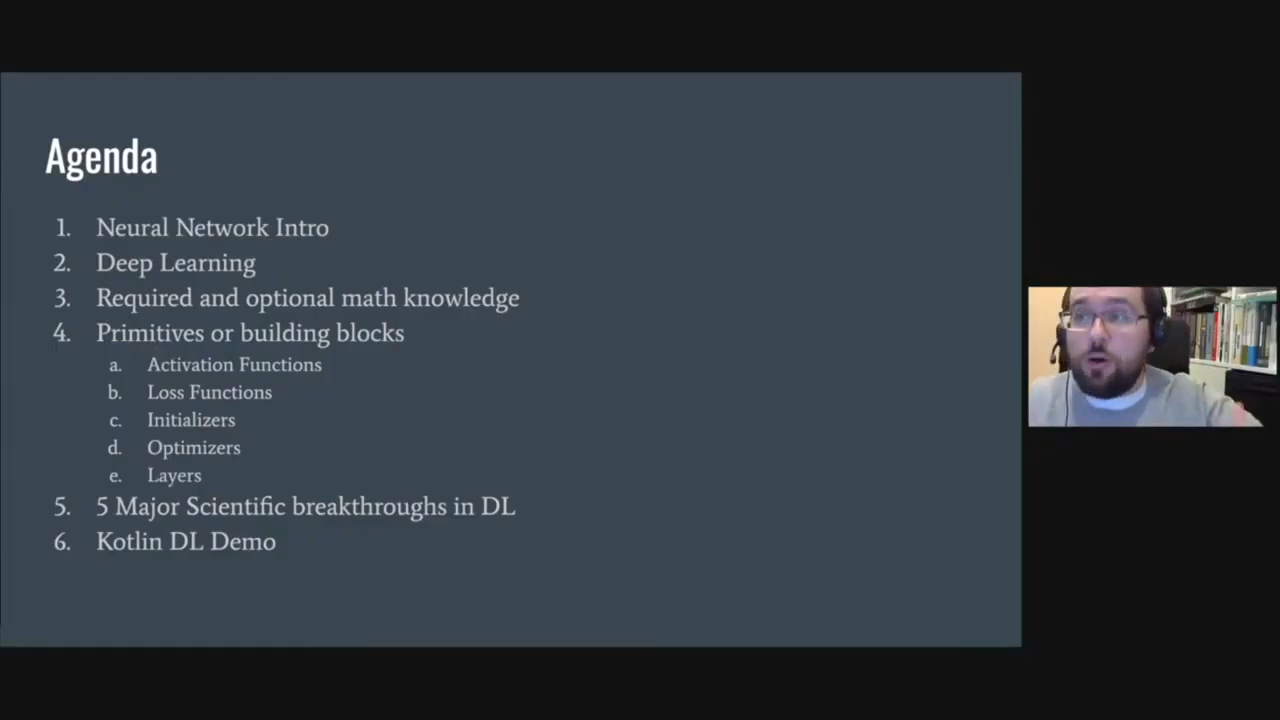 Agenda
1. Neural Network Intro
2. Deep Learning
3. Required and optional math knowledge
4. Primitives or building blocks
a. Activation Functions
b. Loss Functions
c. Initializers
d. Optimizers
e. Layers
5. 5 Major Scientific breakthroughs in DL
6. Kotlin DL Demo